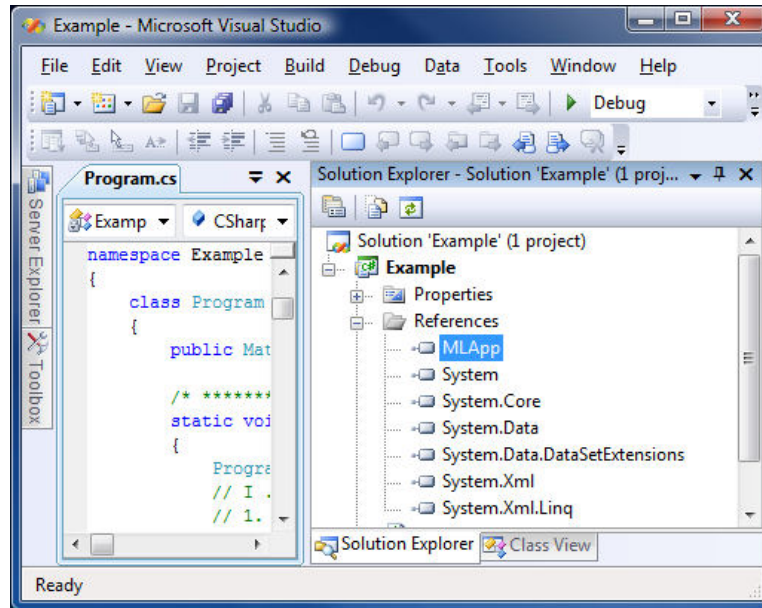 Example - Microsoft Visual Studio
File Edit View Project Build Debug Data Tools Window Help
Debug
Server Explorer
Toolbox
Program.cs
Examp CSharp
namespace Example
{
class Program
{
public Mat
/* *******
static voi
{
Progra
// I .
// 1.
Solution Explorer - Solution 'Example' (1 proj...
Solution 'Example' (1 project)
Example
Properties
References
MLApp
System
System.Core
System.Data
System.Data.DataSetExtensions
System.Xml
System.Xml.Linq
Solution Explorer Class View
Ready